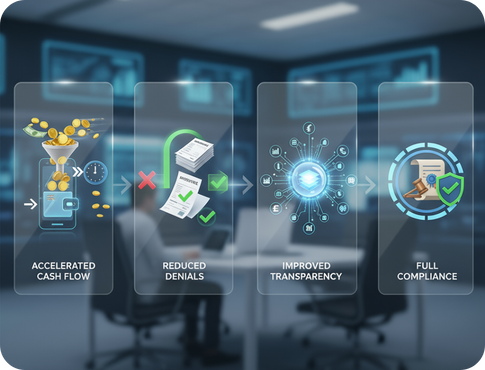 ACCELERATED
CASH FLOW
REDUCED
DENIALS
IMPROVED
TRANSPARENCY
FULL
COMPLIANCE